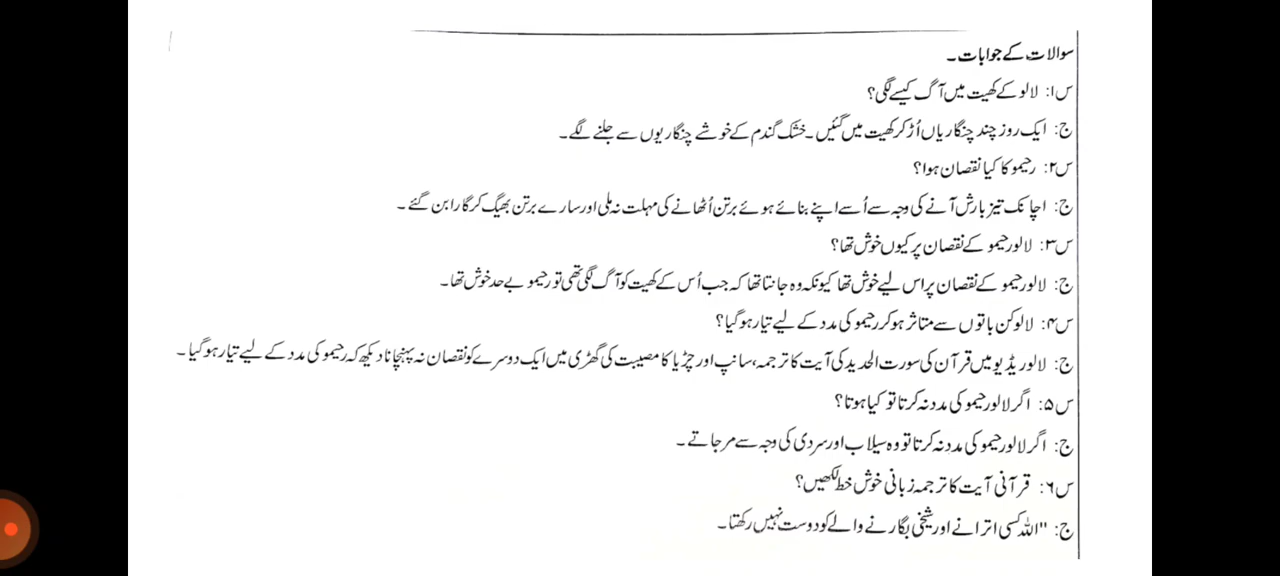 سوالات کے جوابات ۔
س۱: لالو کے کھیت میں آگ کیسے لگی؟
ج: ایک روز چند چنگاریاں اُڑ کر کھیت میں گئیں ۔ خشک گندم کے خوشے چنگاریوں سے جلنے لگے ۔
س۲: رحیمو کا کیا نقصان ہوا؟
ج: اچانک تیز بارش آنے کی وجہ سے اُسے اپنے بنائے ہوئے برتن اُٹھانے کی مہلت نہ ملی اور سارے برتن بھیگ کر گارا بن گئے ۔
س۳: لالو رحیمو کے نقصان پر کیوں خوش تھا؟
ج: لالو رحیمو کے نقصان پر اس لیے خوش تھا کیونکہ وہ جانتا تھا کہ جب اُس کے کھیت کو آگ لگی تھی تو رحیمو بے حد خوش تھا ۔
س۴: لالو کن باتوں سے متاثر ہو کر رحیمو کی مدد کے لیے تیار ہو گیا؟
ج: لالو ریڈیو میں قرآن کی سورت الحدید کی آیت کا ترجمہ، سانپ اور چڑیا کا مصیبت کی گھڑی میں ایک دوسرے کو نقصان نہ پہنچانا دیکھ کہ رحیمو کی مدد کے لیے تیار ہو گیا ۔
س۵: اگر لالو رحیمو کی مدد نہ کرتا تو کیا ہوتا؟
ج: اگر لالو رحیمو کی مدد نہ کرتا تو وہ سیلاب اور سردی کی وجہ سے مر جاتے ۔
س۶: قرآنی آیت کا ترجمہ زبانی خوش خط لکھیں؟
ج: "اللہ کسی اترانے اور شیخی بگارنے والے کو دوست نہیں رکھتا ۔